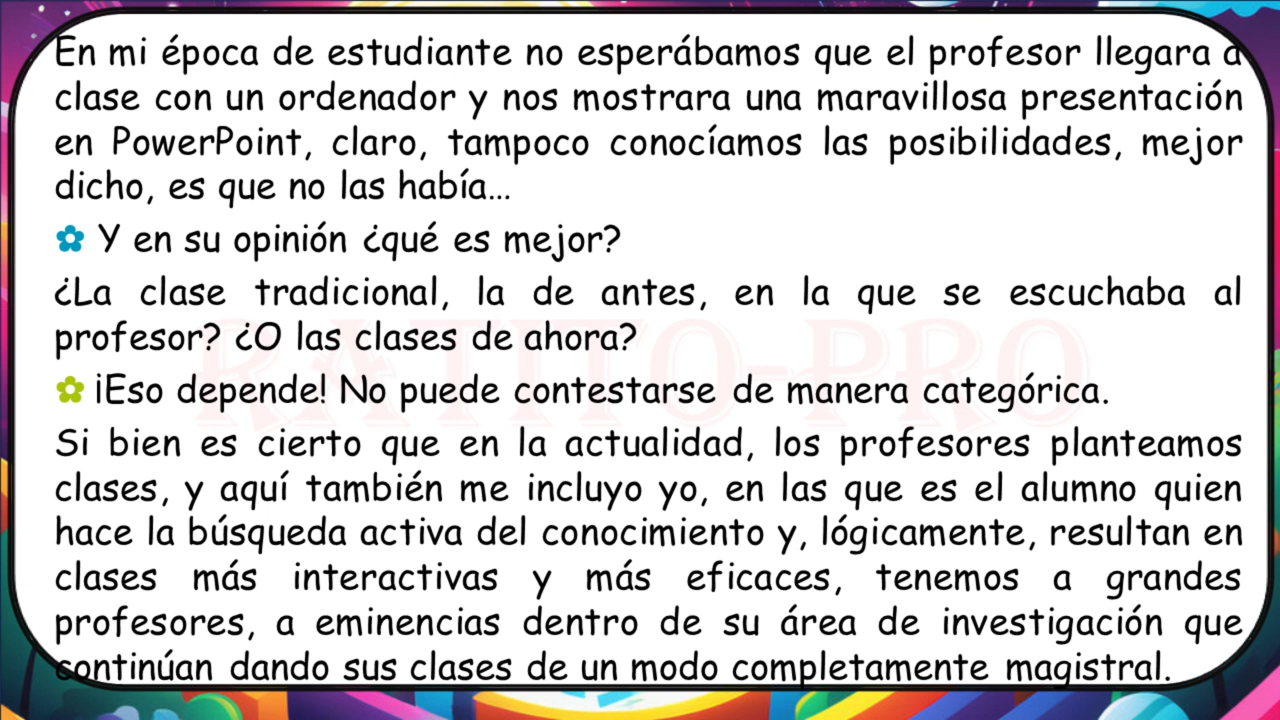 En mi época de estudiante no esperábamos que el profesor llegara a
clase con un ordenador y nos mostrara una maravillosa presentación
en PowerPoint, claro, tampoco conocíamos las posibilidades, mejor
dicho, es que no las había...
✿ Y en su opinión ¿qué es mejor?
¿La clase tradicional, la de antes, en la que se escuchaba al
profesor? ¿O las clases de ahora?
✿ ¡Eso depende! No puede contestarse de manera categórica.
Si bien es cierto que en la actualidad, los profesores planteamos
clases, y aquí también me incluyo yo, en las que es el alumno quien
hace la búsqueda activa del conocimiento y, lógicamente, resultan en
clases más interactivas y más eficaces, tenemos a grandes
profesores, a eminencias dentro de su área de investigación que
continúan dando sus clases de un modo completamente magistral.
RATITO-PRO